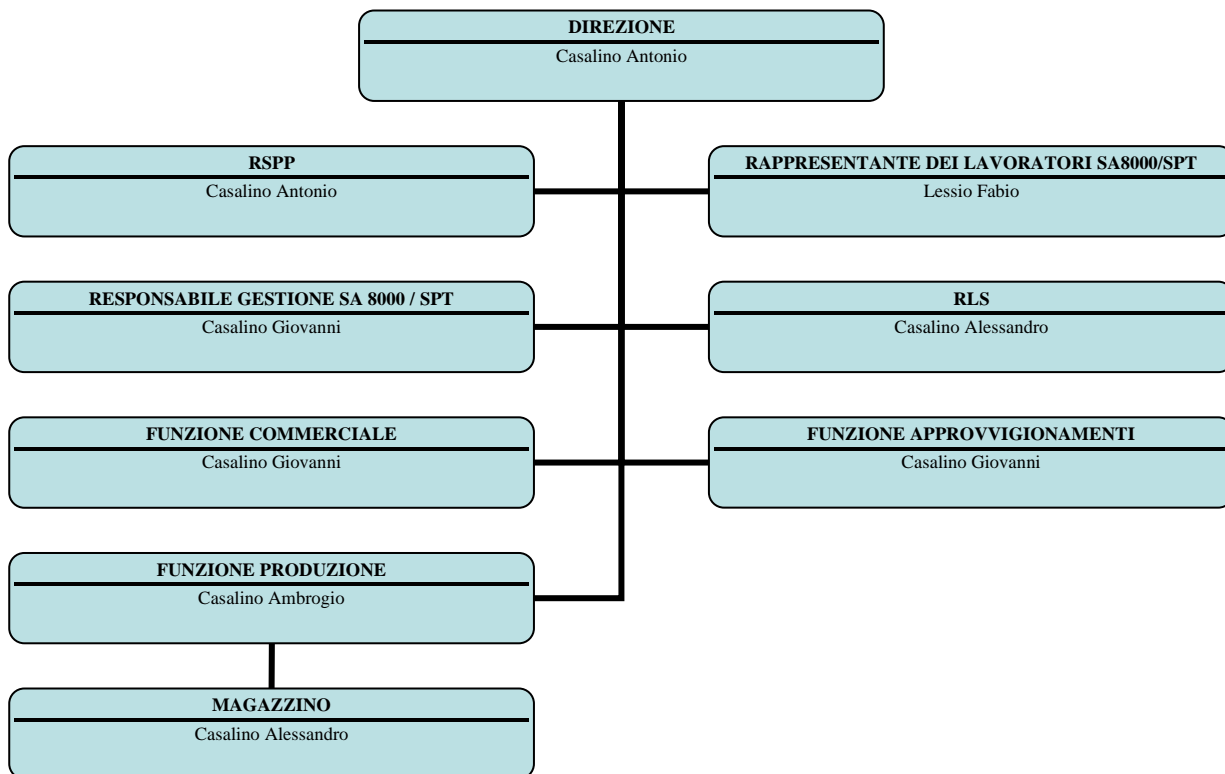 DIREZIONE
Casalino Antonio
RSPP
Casalino Antonio
RAPPRESENTANTE DEI LAVORATORI SA8000/SPT
Lessio Fabio
RESPONSABILE GESTIONE SA 8000 / SPT
Casalino Giovanni
RLS
Casalino Alessandro
FUNZIONE COMMERCIALE
Casalino Giovanni
FUNZIONE APPROVVIGIONAMENTI
Casalino Giovanni
FUNZIONE PRODUZIONE
Casalino Ambrogio
MAGAZZINO
Casalino Alessandro